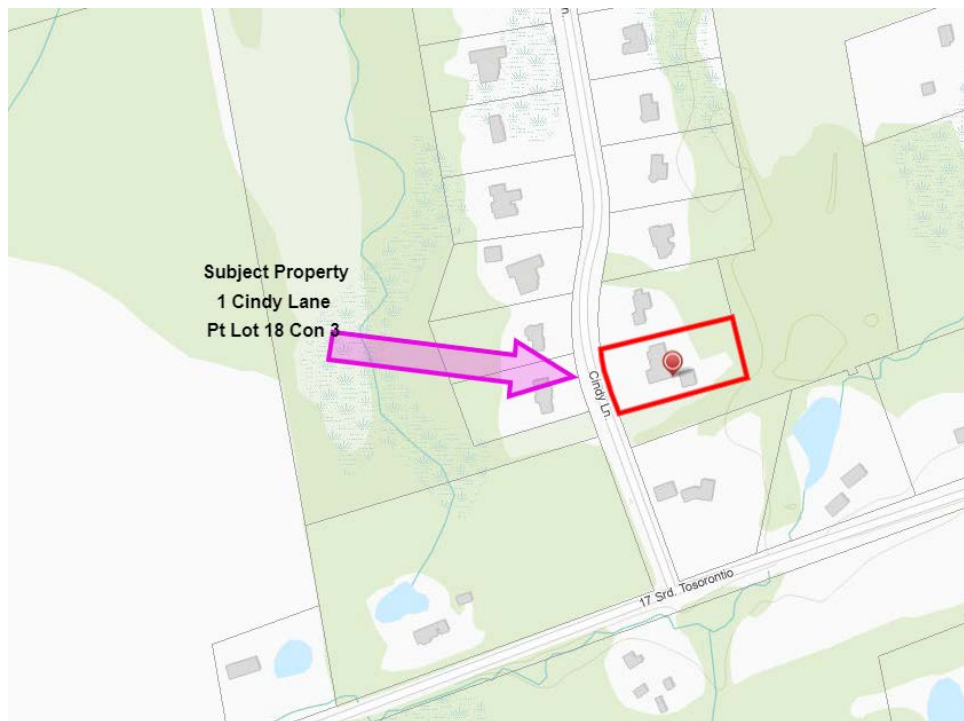 n.
Subject Property
1 Cindy Lane
Pt Lot 18 Con 3
Cindy Ln.
17 Srd. Tosorontio